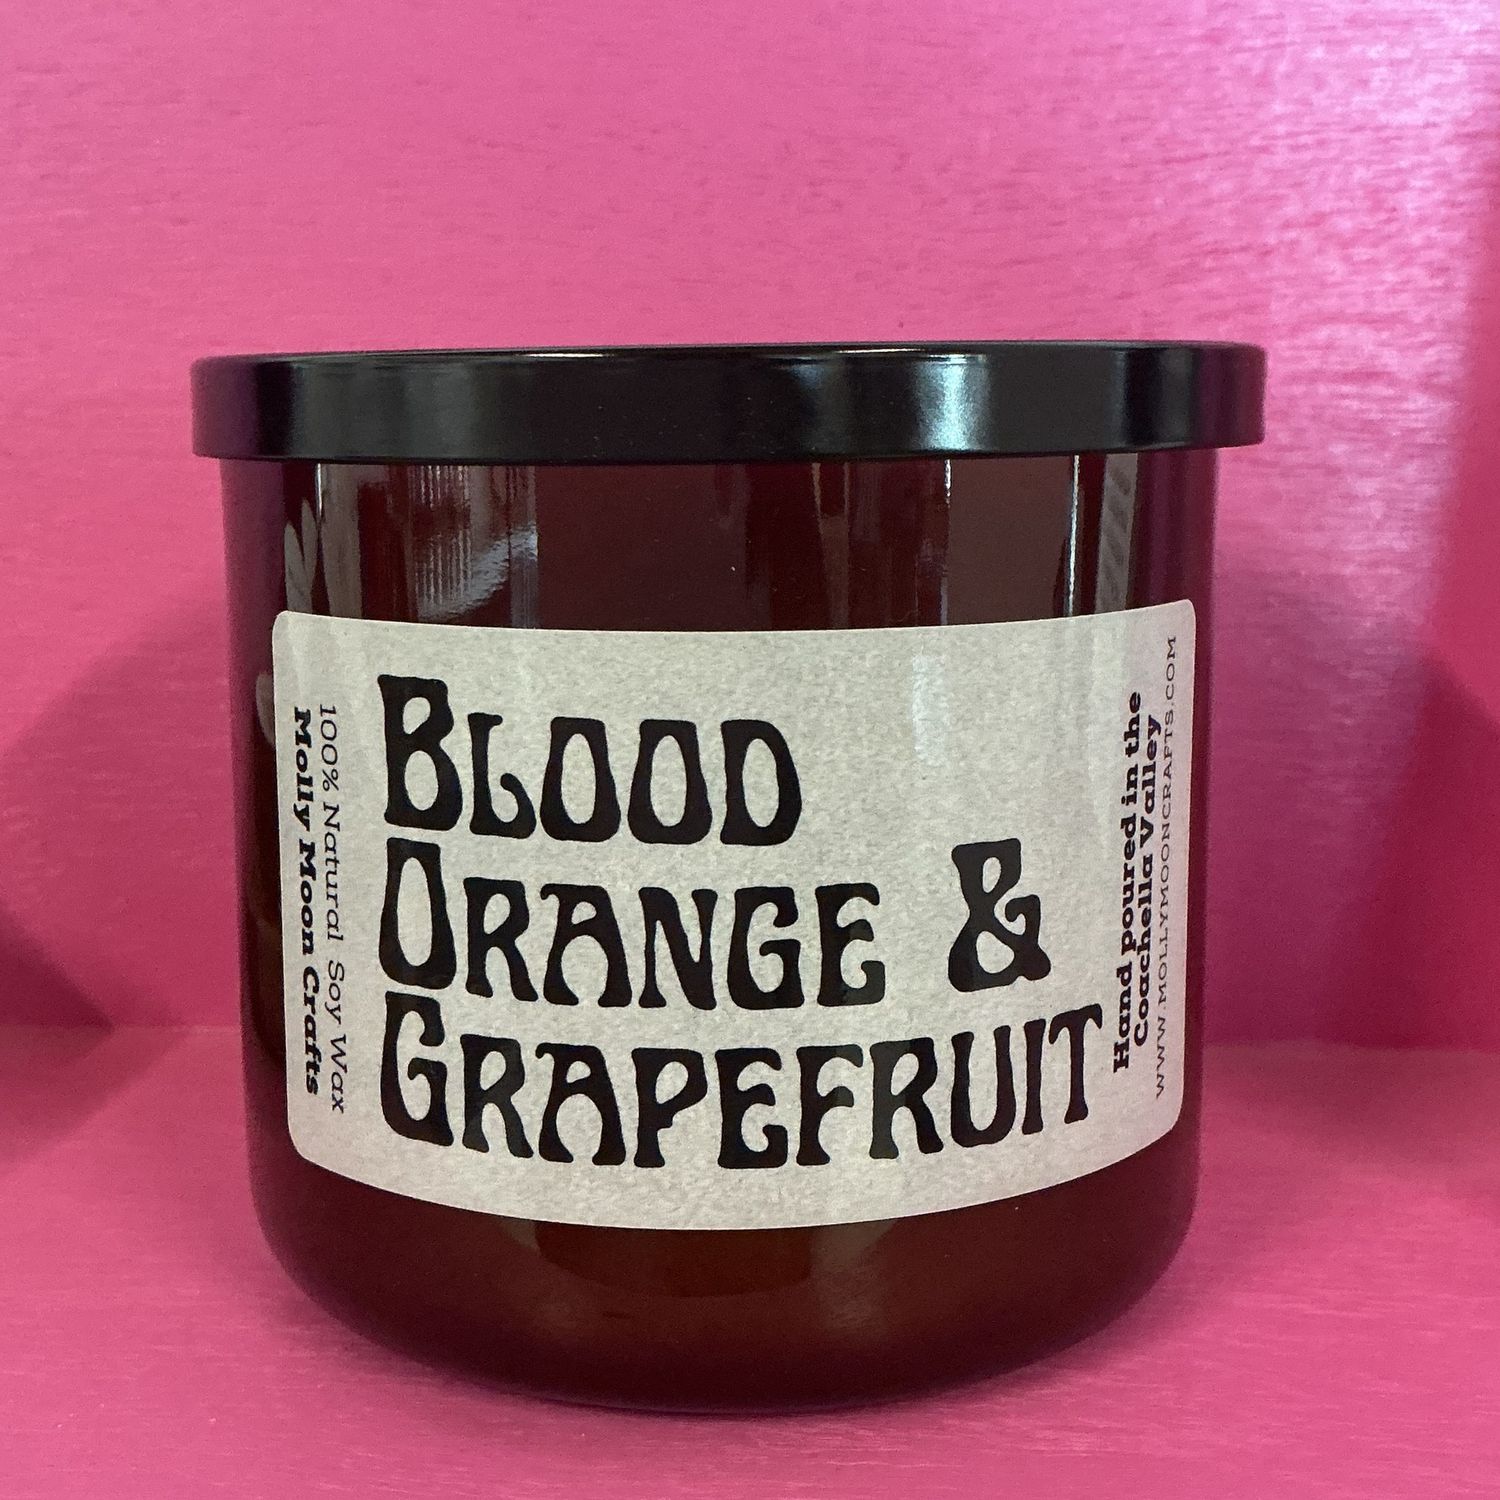 100% Natural Soy Wax
Molly Moon Crafts
BLOOD
ORANGE &
GRAPEFRUIT
Hand poured in the
Coachella Valley
WWW.MOLLYMOONCRAFTS.COM